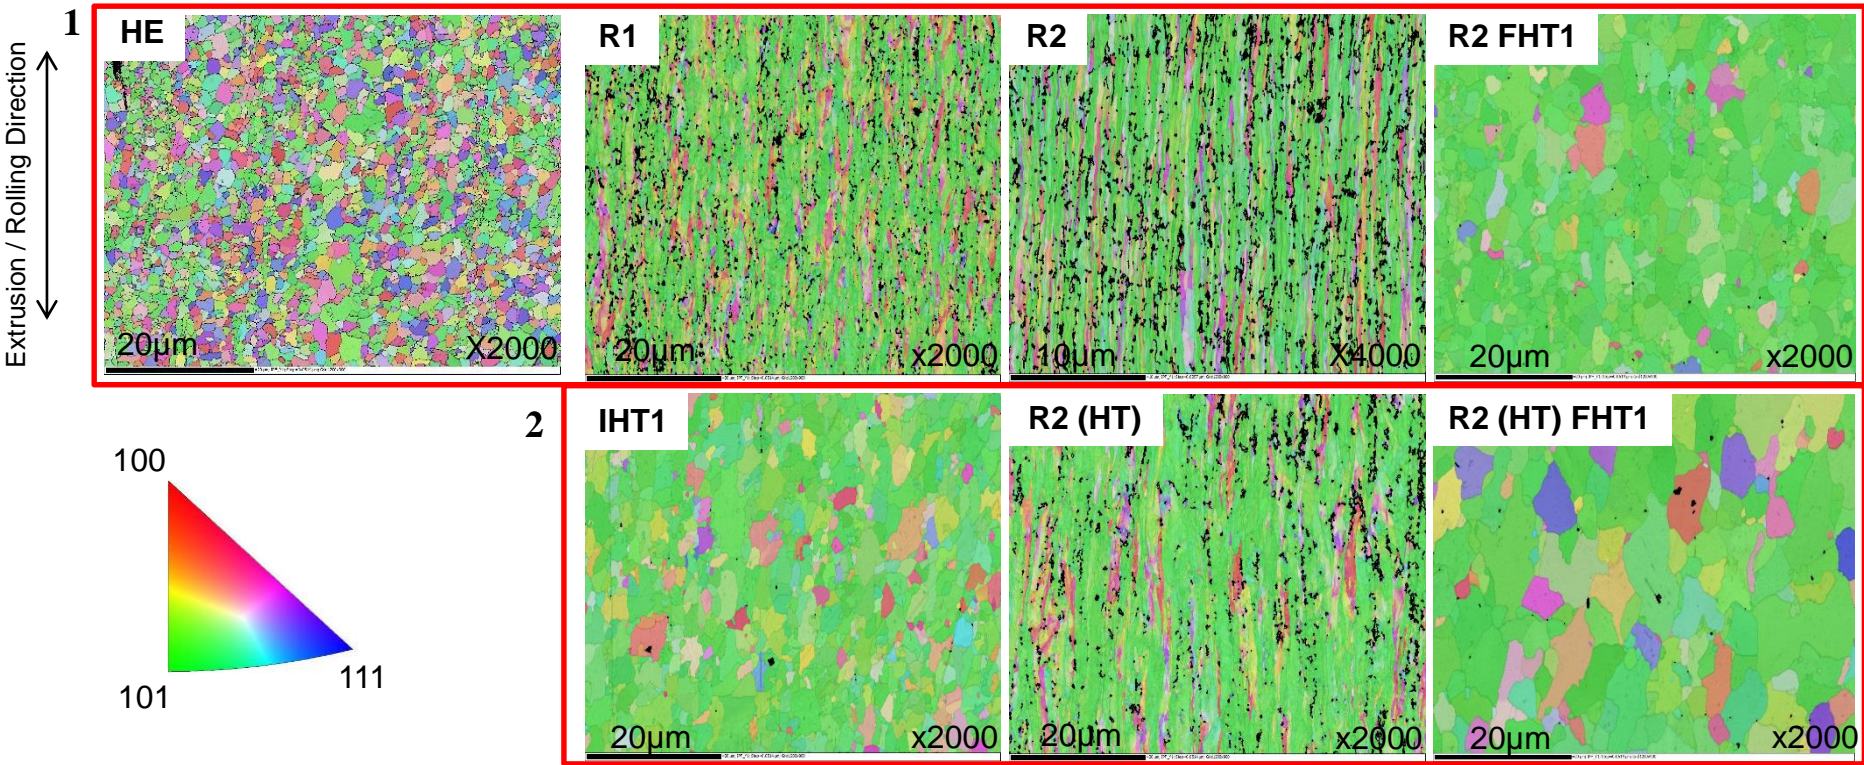 1
Extrusion / Rolling Direction
HE
20µm
X2000
R1
20µm
x2000
R2
10µm
X4000
R2 FHT1
20µm
x2000
2
IHT1
20µm
x2000
R2 (HT)
20µm
x2000
R2 (HT) FHT1
20µm
x2000
100
101
111